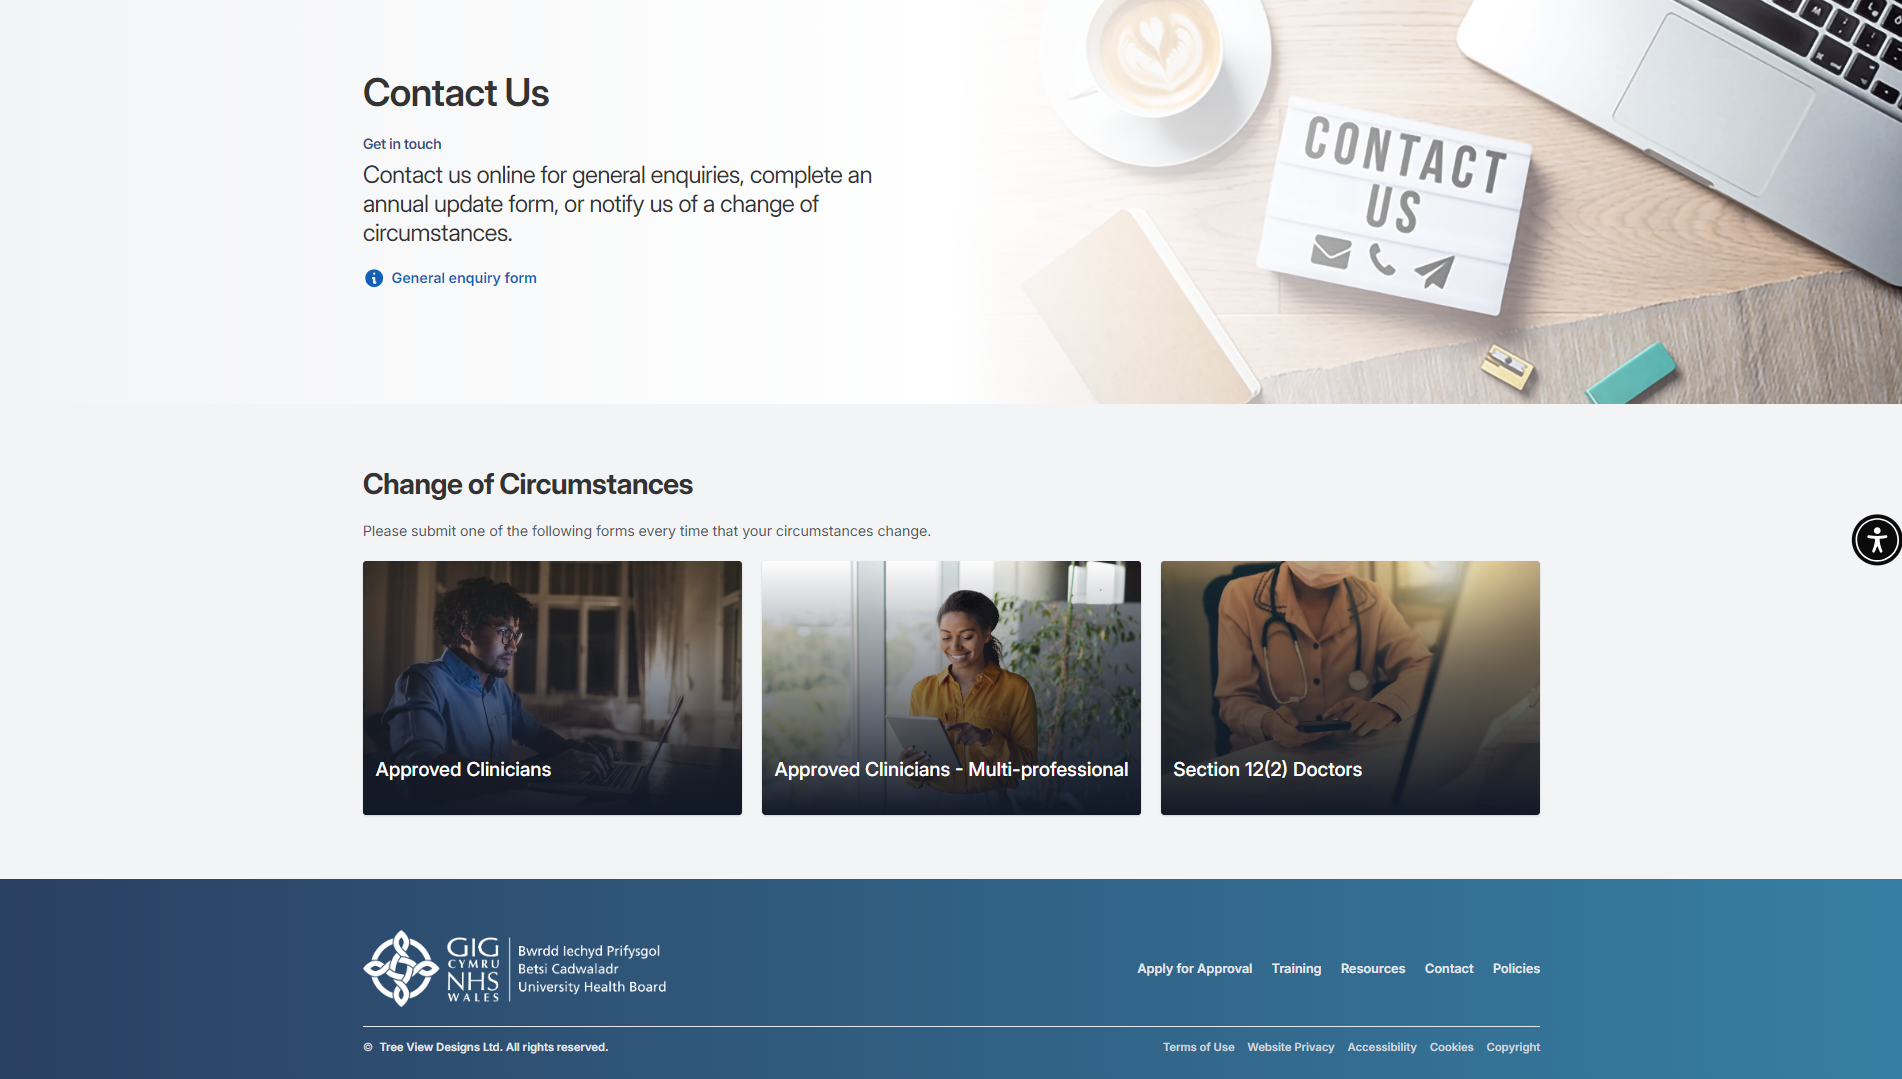 Contact Us
Get in touch
Contact us online for general enquiries, complete an
annual update form, or notify us of a change of
circumstances.
General enquiry form
CONTACT
US
Change of Circumstances
Please submit one of the following forms every time that your circumstances change.
Approved Clinicians
Approved Clinicians - Multi-professional
Section 12(2) Doctors
GIG
CYMRU
NHS
WALES
Bwrdd Iechyd Prifysgol
Betsi Cadwaladr
University Health Board
Apply for Approval Training Resources Contact Policies
© Tree View Designs Ltd. All rights reserved.
Terms of Use Website Privacy Accessibility Cookies Copyright